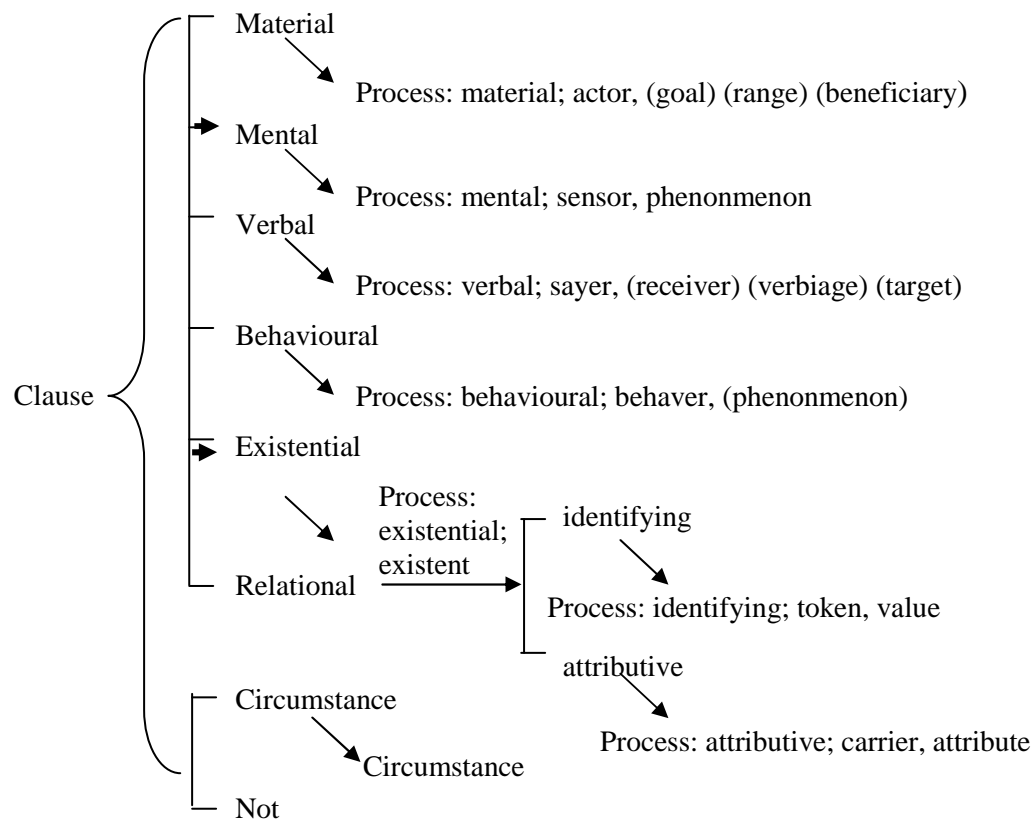 Material
Process: material; actor, (goal) (range) (beneficiary)
Mental
Process: mental; sensor, phenonmenon
Verbal
Process: verbal; sayer, (receiver) (verbiage) (target)
Behavioural
Clause
Process: behavioural; behaver, (phenonmenon)
Existential
Process:
existential;
existent
identifying
Relational
Process: identifying; token, value
attributive
Circumstance
Process: attributive; carrier, attribute
Circumstance
Not